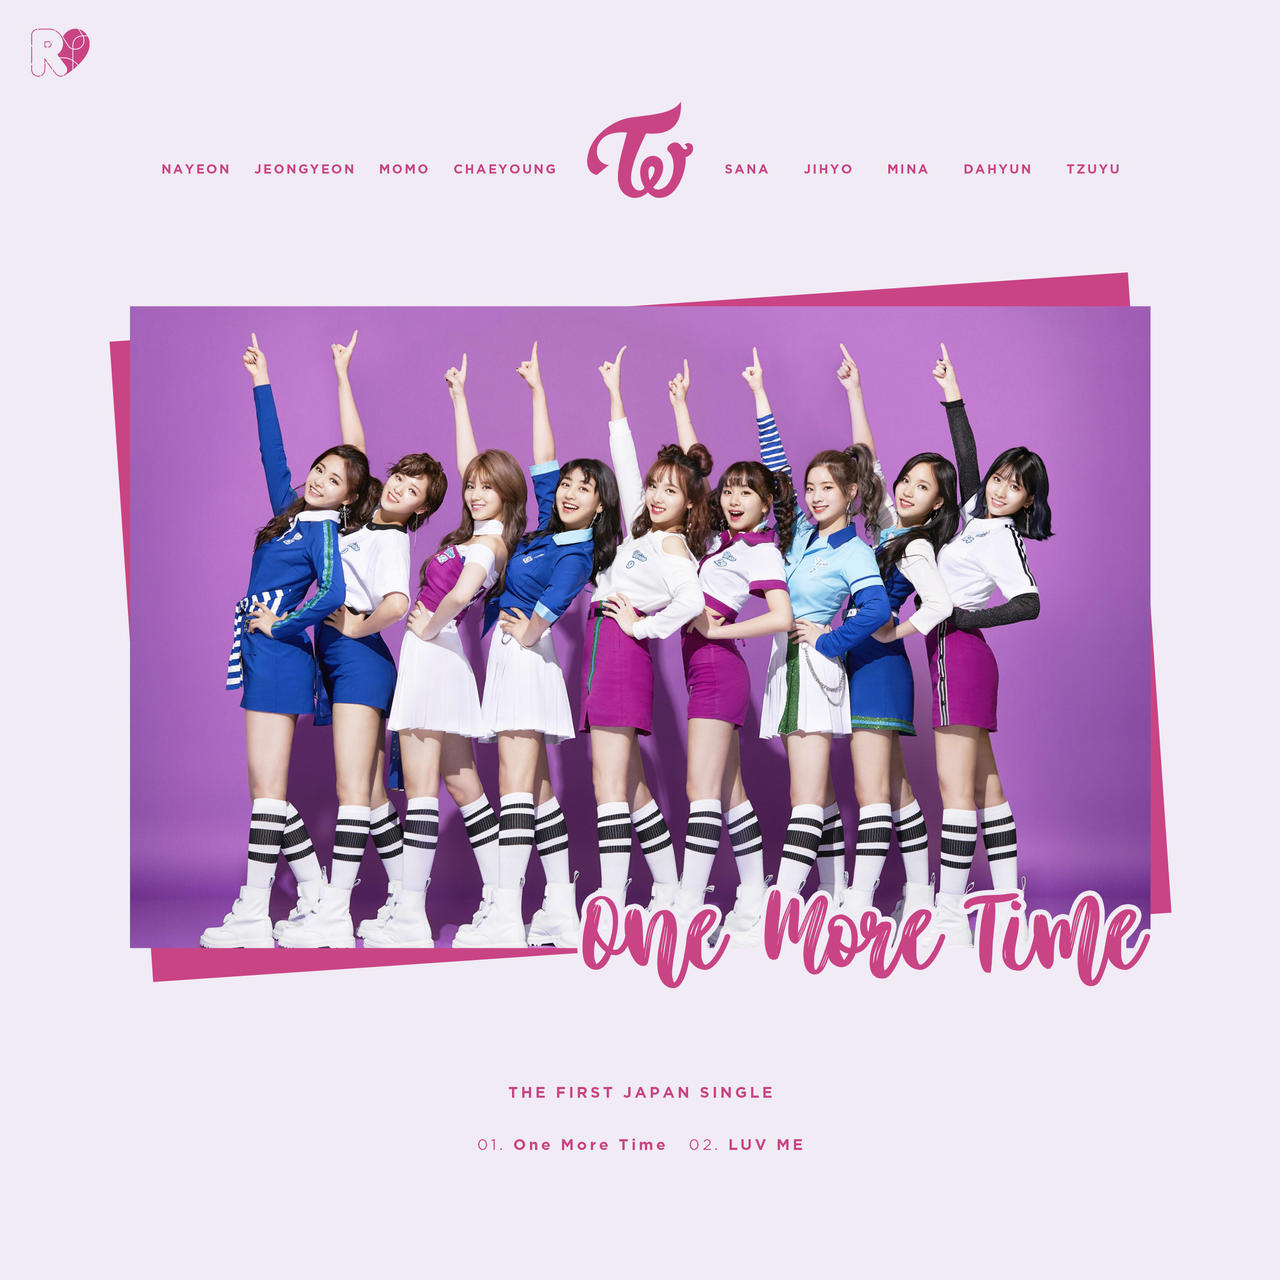 R
NAYEON JEONGYEON MOMO CHAEYOUNG Tw SANA JIHYO MINA DAHYUN TZUYU
One More Time
THE FIRST JAPAN SINGLE
01. One More Time 02. LUV ME